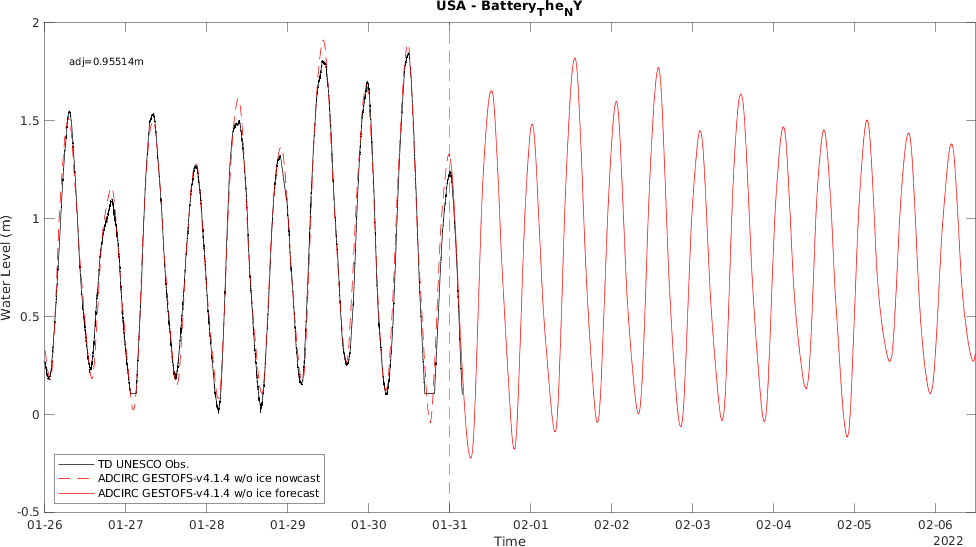 USA - Battery_The_NY
adj=0.95514m
2
1.5
1
0.5
0
-0.5
Water Level (m)
TD UNESCO Obs.
ADCIRC GESTOFS-v4.1.4 w/o ice nowcast
ADCIRC GESTOFS-v4.1.4 w/o ice forecast
01-26 01-27 01-28 01-29 01-30 01-31 02-01 02-02 02-03 02-04 02-05 02-06
Time
2022